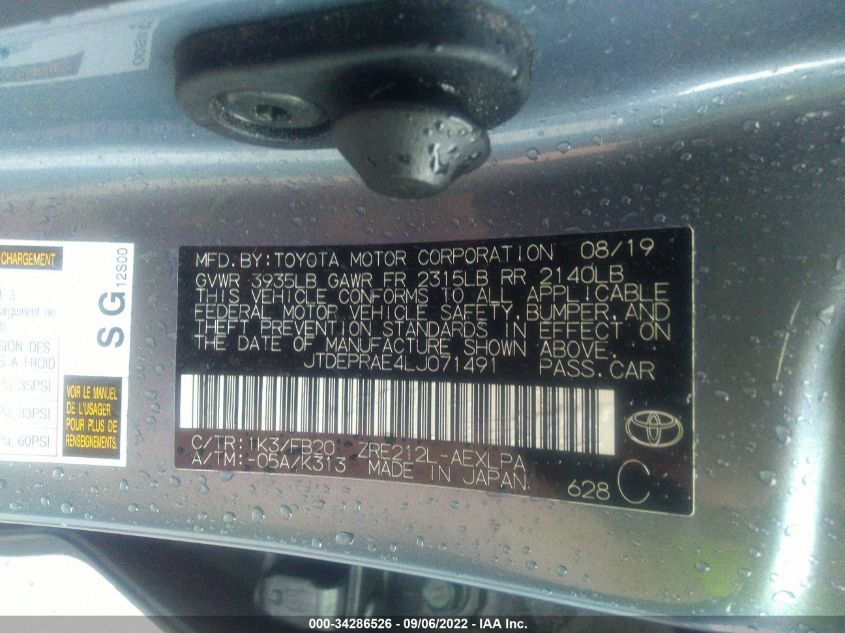 MFD.BY:TOYOTA MOTOR CORPORATION 08/19
GVWR 3935LB GAWR FR 2315LB RR 2140LB
THIS VEHICLE CONFORMS TO ALL APPLICABLE
FEDERAL MOTOR VEHICLE SAFETY,BUMPER,AND
THEFT PREVENTION STANDARDS IN EFFECT ON
THE DATE OF MANUFACTURE SHOWN ABOVE.
JTDEPRAE4LJ071491 PASS.CAR
C/TR:1K3/FB20 ZRE212L-AEXLPA
A/TM:-05A/K313 MADE IN JAPAN
628 C
CHARGEMENT
SG
12S00
DES
A FROID
35PSI
33PSI
60PSI
VOIR LE MANUEL
DE L'USAGER
POUR PLUS DE
RENSEIGNEMENTS
000-34286526 - 09/06/2022 - IAA Inc.